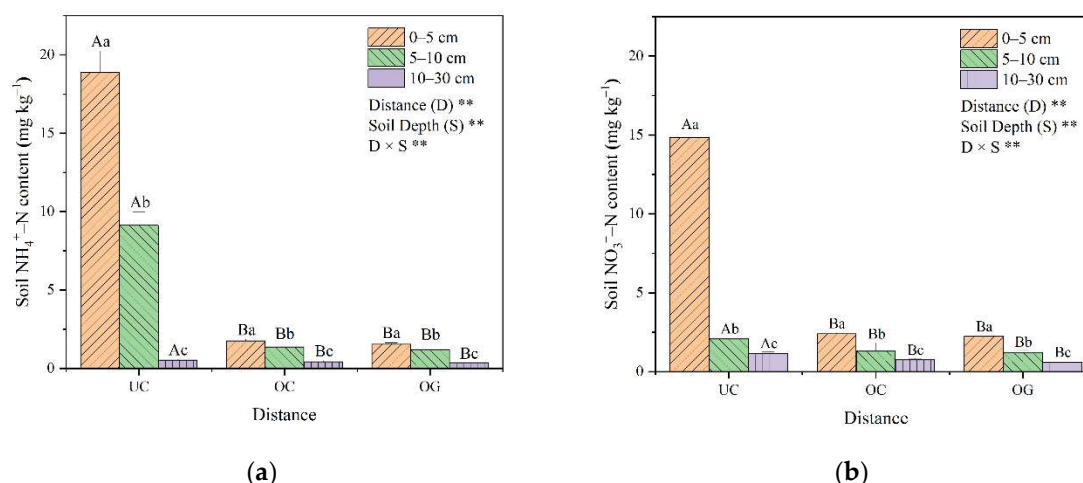 0–5 cm
5–10 cm
10–30 cm
Distance (D) **
Soil Depth (S) **
D × S **
Soil NH₄⁺–N content (mg kg⁻¹)
20
15
10
5
0
Aa
Ab
Ac
Ba
Bb
Bc
Ba
Bb
Bc
UC
OC
OG
Distance
(a)
0–5 cm
5–10 cm
10–30 cm
Distance (D) **
Soil Depth (S) **
D × S **
Soil NO₃⁻–N content (mg kg⁻¹)
20
15
10
5
0
Aa
Ab
Ac
Ba
Bb
Bc
Ba
Bb
Bc
UC
OC
OG
Distance
(b)